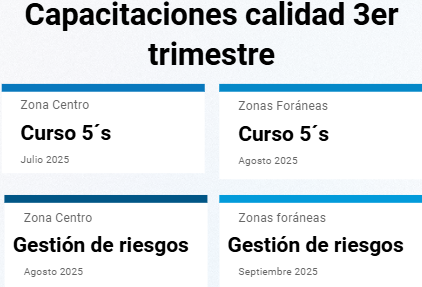 Capacitaciones calidad 3er
trimestre
Zona Centro
Curso 5´s
Julio 2025
Zonas Foráneas
Curso 5´s
Agosto 2025
Zona Centro
Gestión de riesgos
Agosto 2025
Zonas foráneas
Gestión de riesgos
Septiembre 2025